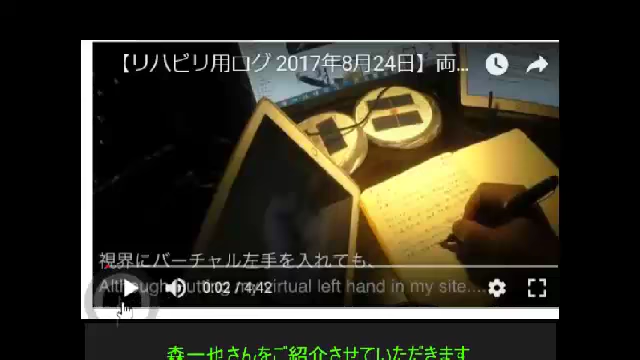 【リハビリ用ログ 2017年8月24日】両…
視界にバーチャル左手を入れても、
Although putting my virtual left hand in my site....
0:02 / 4:42
森一也さんをご紹介させていただきます